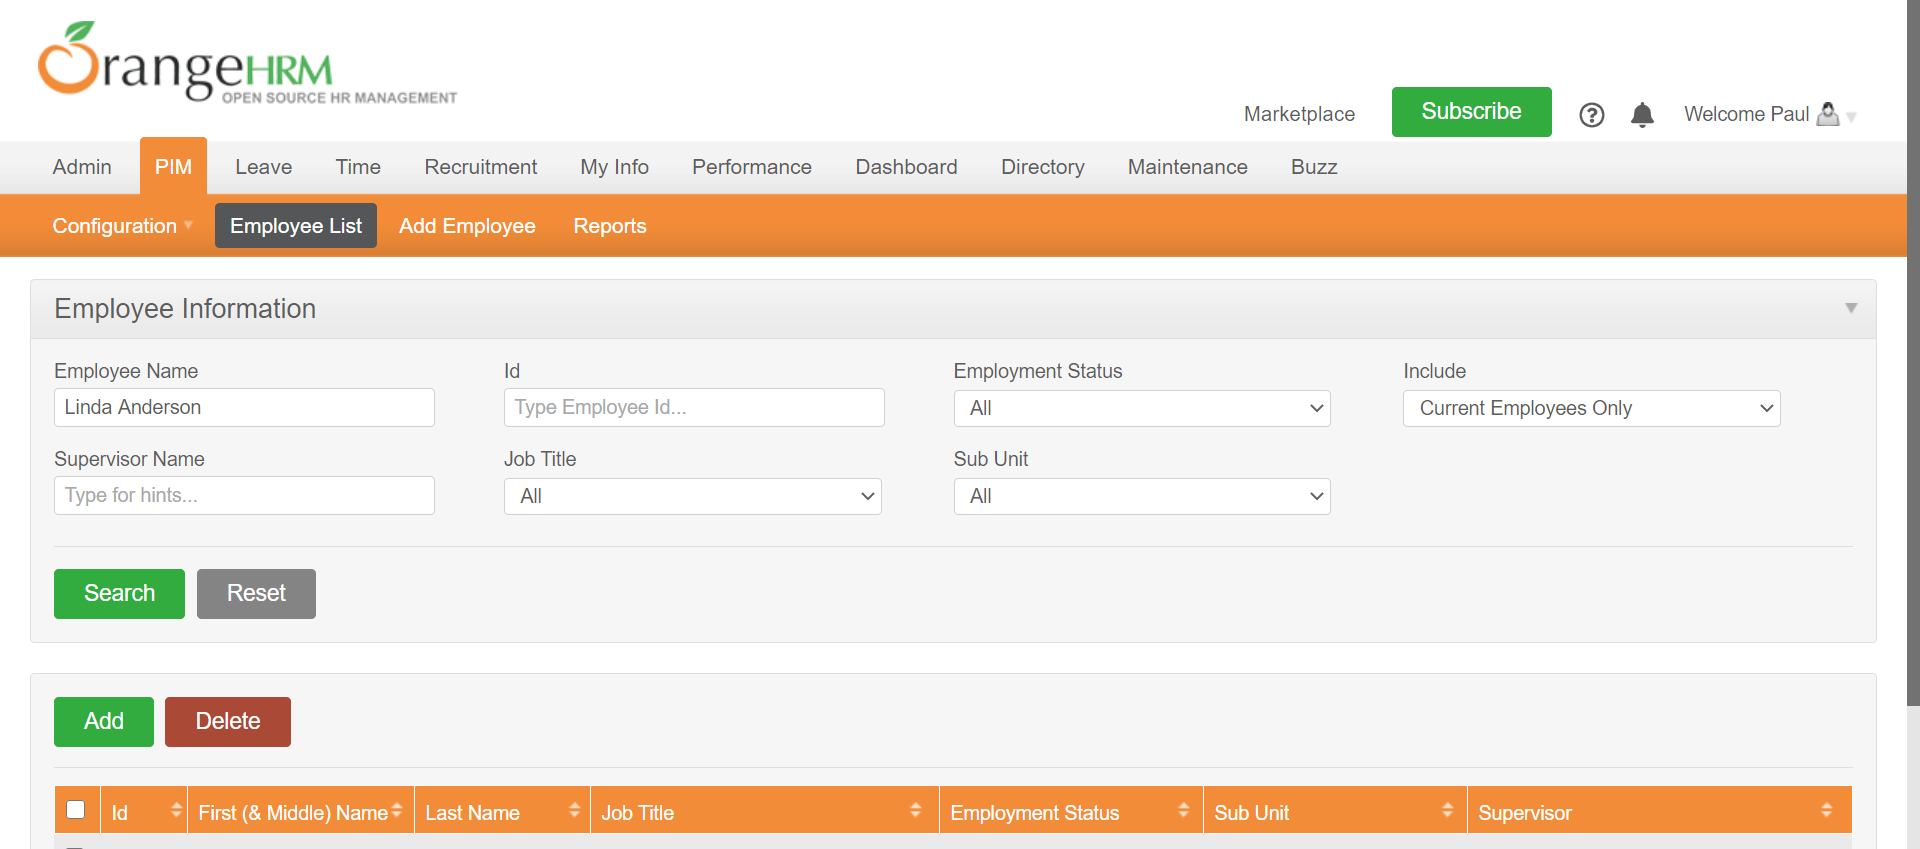 OrangeHRM
OPEN SOURCE HR MANAGEMENT
Marketplace
Subscribe
Welcome Paul
Admin
PIM
Leave
Time
Recruitment
My Info
Performance
Dashboard
Directory
Maintenance
Buzz
Configuration
Employee List
Add Employee
Reports
Employee Information
Employee Name
Id
Employment Status
Include
Linda Anderson
Type Employee Id...
All
Current Employees Only
Supervisor Name
Job Title
Sub Unit
Type for hints...
All
All
Search
Reset
Add
Delete
Id
First (& Middle) Name
Last Name
Job Title
Employment Status
Sub Unit
Supervisor